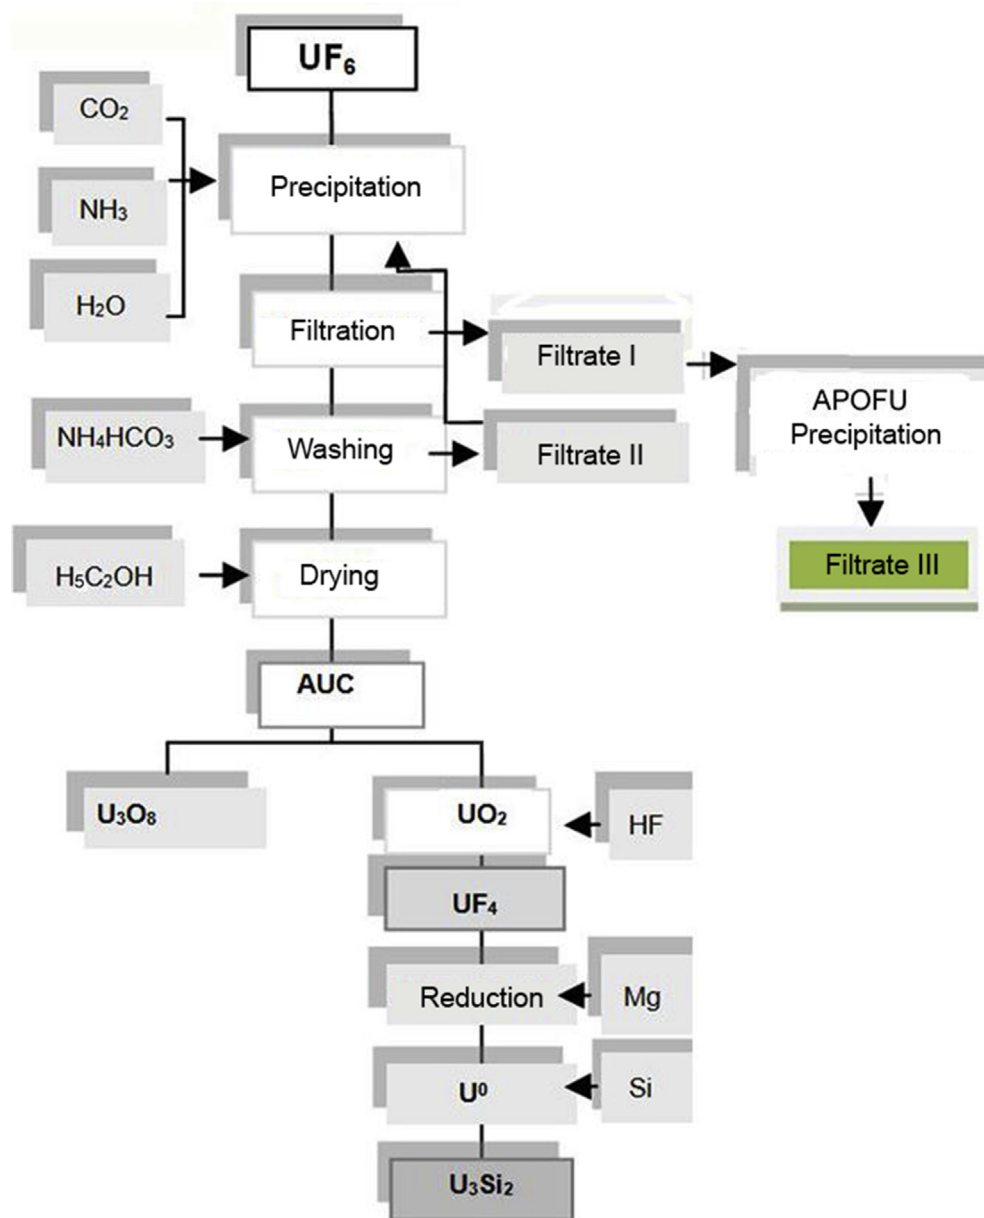 UF₆
CO₂
Precipitation
NH₃
H₂O
Filtration
Filtrate I
APOFU
Precipitation
NH₄HCO₃
Washing
Filtrate II
Filtrate III
H₅C₂OH
Drying
AUC
U₃O₈
UO₂
HF
UF₄
Reduction
Mg
U⁰
Si
U₃Si₂